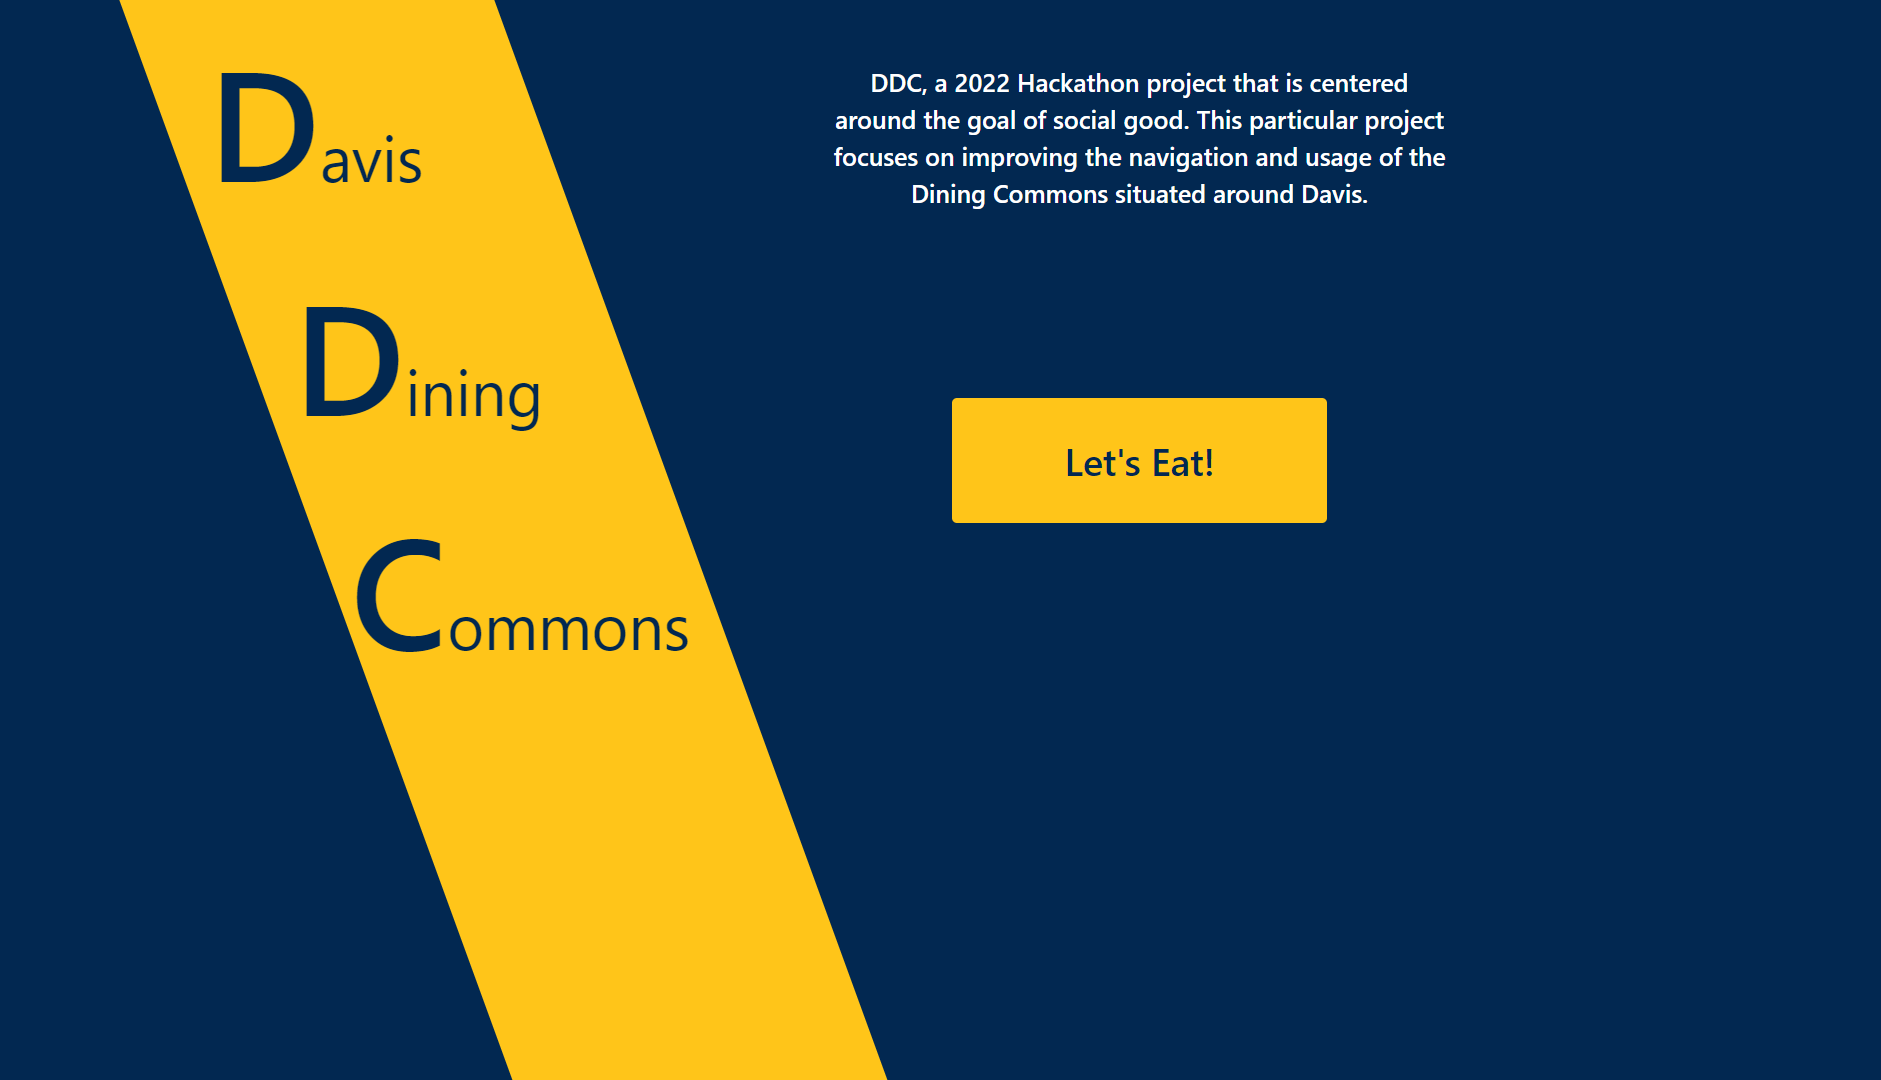 Davis
Dining
Commons
DDC, a 2022 Hackathon project that is centered
around the goal of social good. This particular project
focuses on improving the navigation and usage of the
Dining Commons situated around Davis.
Let's Eat!